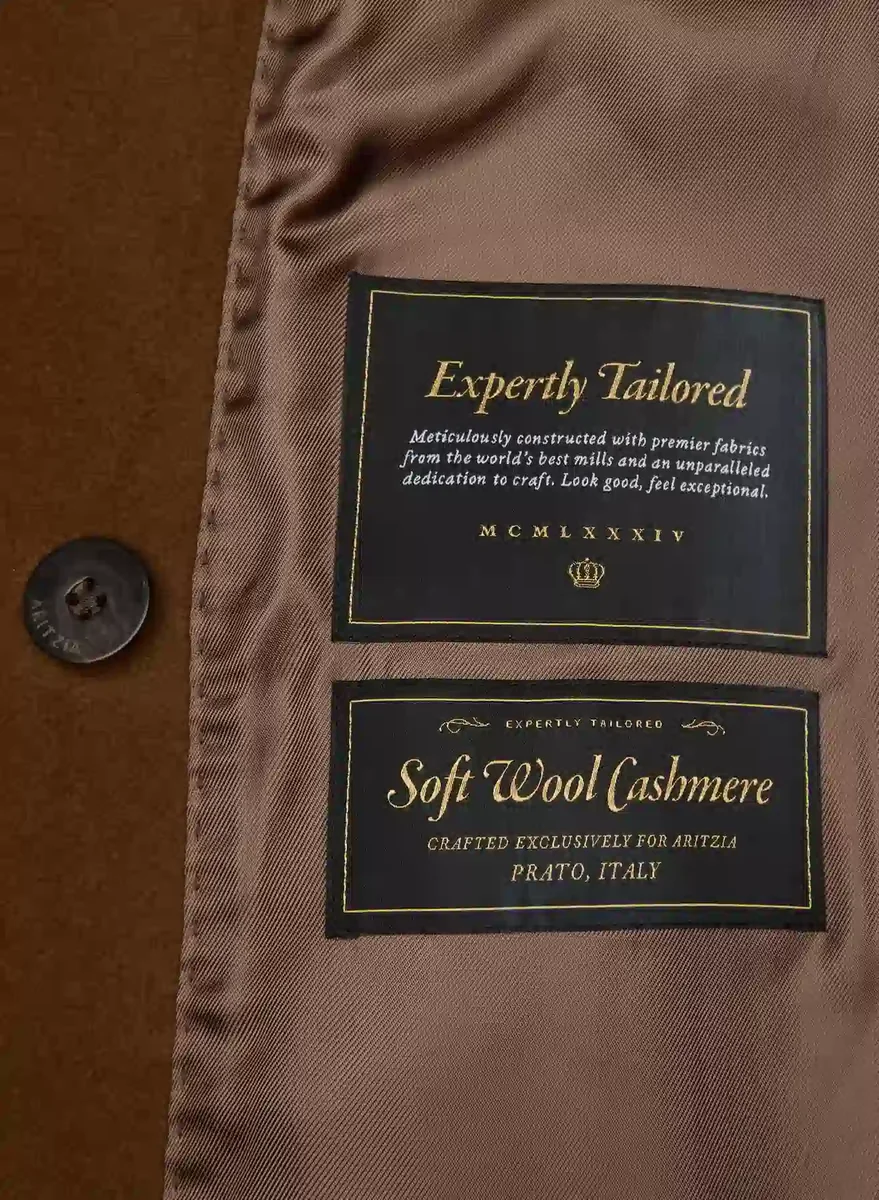 Expertly Tailored
Meticulously constructed with premier fabrics
from the world's best mills and an unparalleled
dedication to craft. Look good, feel exceptional.
MCMLXXXIV
ARITZIA
EXPERTLY TAILORED
Soft Wool Cashmere
CRAFTED EXCLUSIVELY FOR ARITZIA
PRATO, ITALY